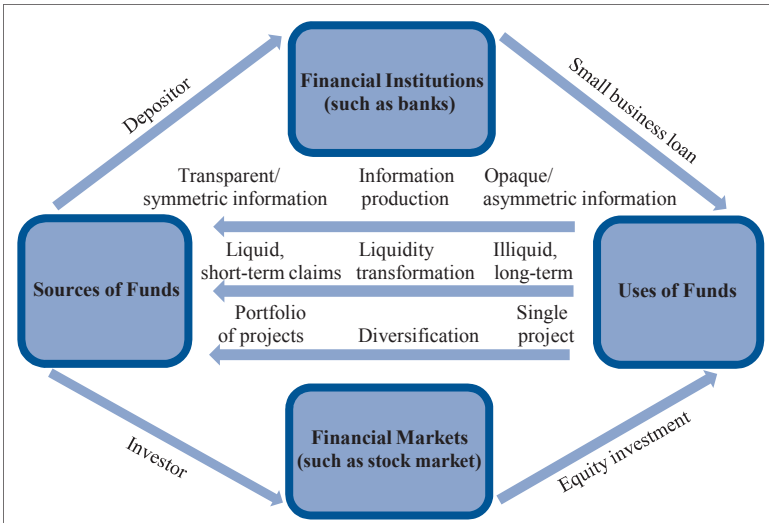 Financial Institutions
(such as banks)
Depositor
Small business loan
Transparent/
symmetric information
Information
production
Opaque/
asymmetric information
Liquid,
short-term claims
Liquidity
transformation
Illiquid,
long-term
Sources of Funds
Uses of Funds
Portfolio
of projects
Diversification
Single
project
Investor
Financial Markets
(such as stock market)
Equity investment